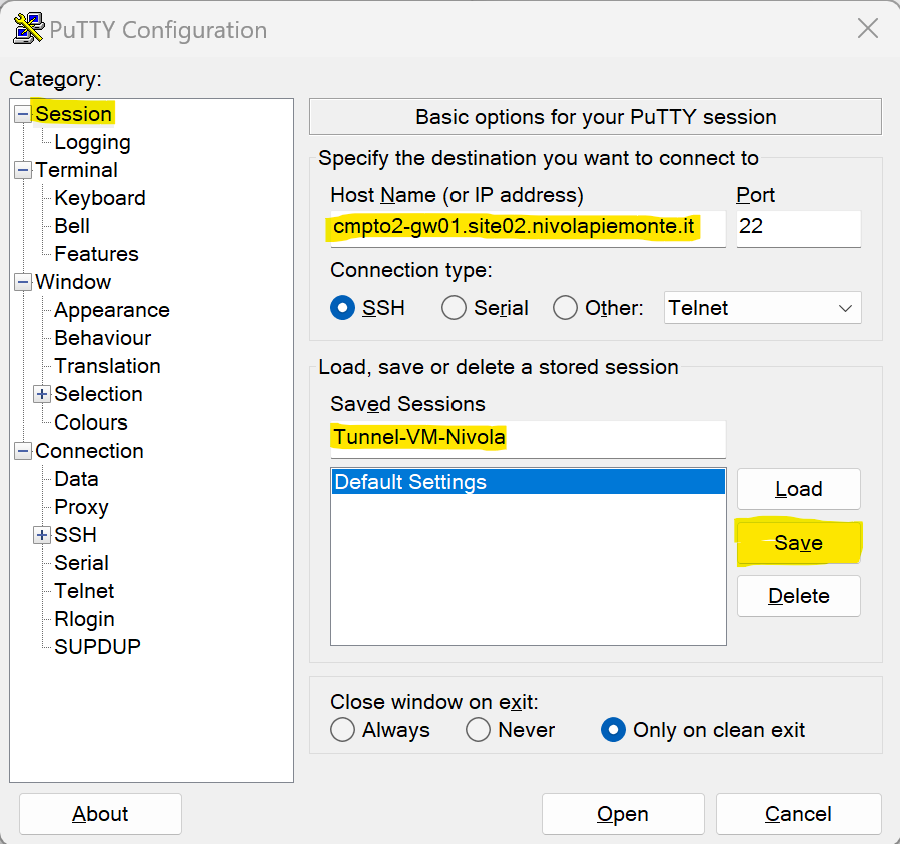 PuTTY Configuration
Category:
Session
Logging
Terminal
Keyboard
Bell
Features
Window
Appearance
Behaviour
Translation
Selection
Colours
Connection
Data
Proxy
SSH
Serial
Telnet
Rlogin
SUPDUP
Basic options for your PuTTY session
Specify the destination you want to connect to
Host Name (or IP address) Port
cmpto2-gw01.site02.nivolapiemonte.it 22
Connection type:
SSH Serial Other: Telnet
Load, save or delete a stored session
Saved Sessions
Tunnel-VM-Nivola
Default Settings
Load
Save
Delete
Close window on exit:
Always Never Only on clean exit
About Open Cancel